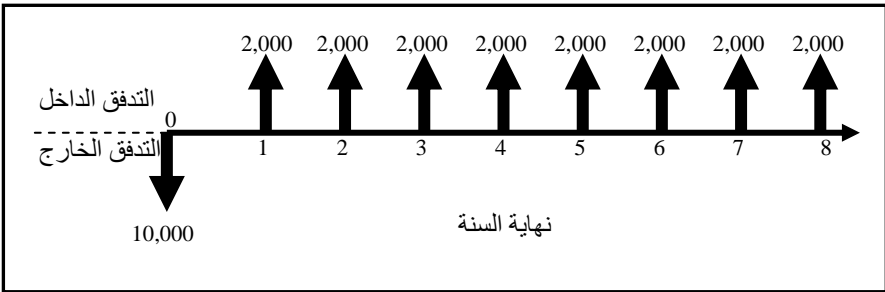 2,000 2,000 2,000 2,000 2,000 2,000 2,000 2,000
التدفق الداخل
0
التدفق الخارج
1 2 3 4 5 6 7 8
10,000
نهاية السنة